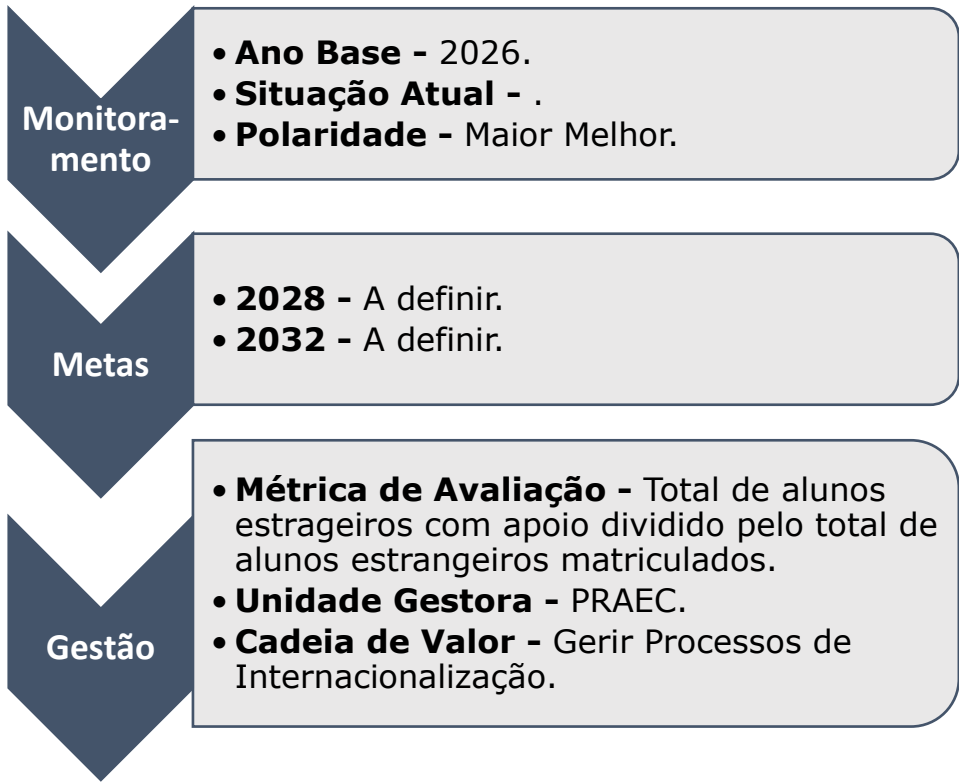 Monitora-
mento
• Ano Base - 2026.
• Situação Atual - .
• Polaridade - Maior Melhor.
Metas
• 2028 - A definir.
• 2032 - A definir.
Gestão
• Métrica de Avaliação - Total de alunos
estrageiros com apoio dividido pelo total de
alunos estrangeiros matriculados.
• Unidade Gestora - PRAEC.
• Cadeia de Valor - Gerir Processos de
Internacionalização.